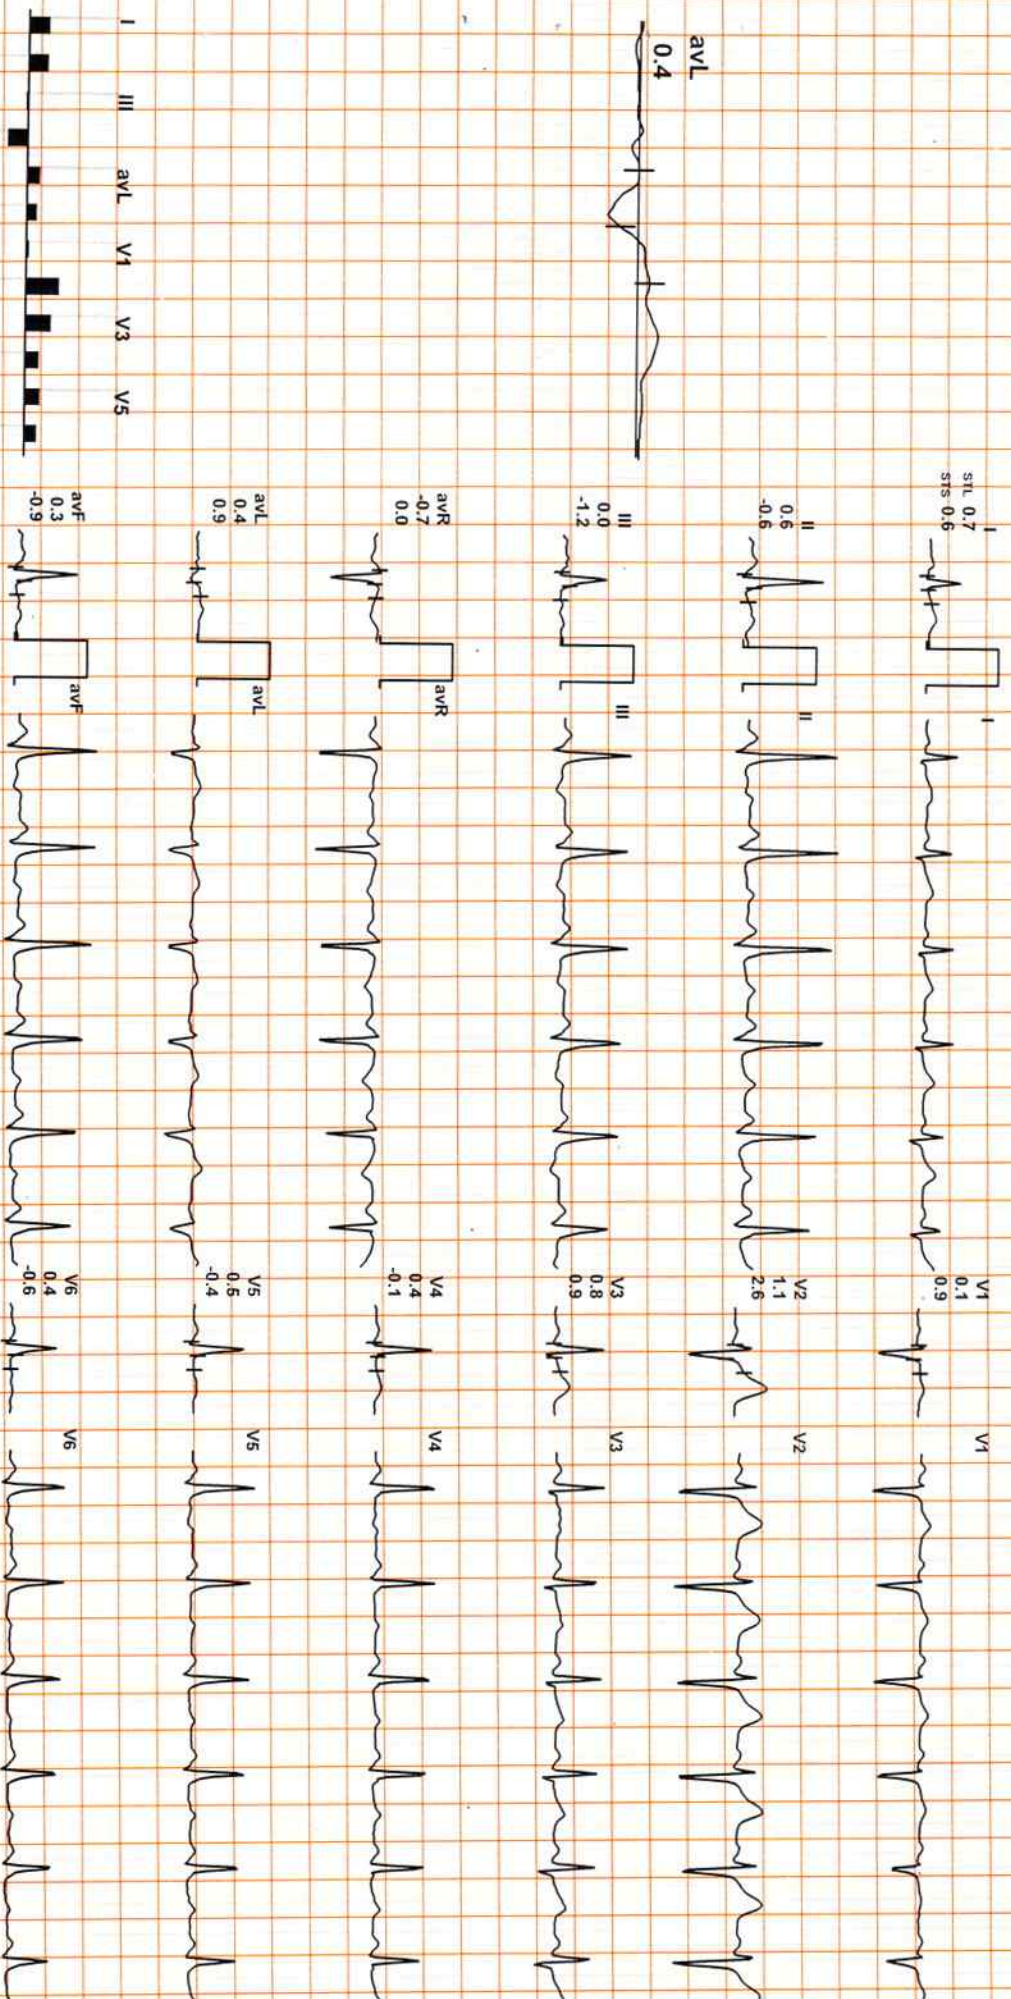 I
STL 0.7
STS 0.6
I
II
0.6
-0.6
II
III
0.0
-1.2
III
avR
-0.7
0.0
avR
avL
0.4
0.9
avL
avF
0.3
-0.9
avF
V1
0.1
0.9
V1
V2
1.1
2.6
V2
V3
0.8
0.9
V3
V4
0.4
-0.1
V4
V5
0.5
-0.4
V5
V6
0.4
-0.6
V6
avL
0.4
I III avL V1 V3 V5